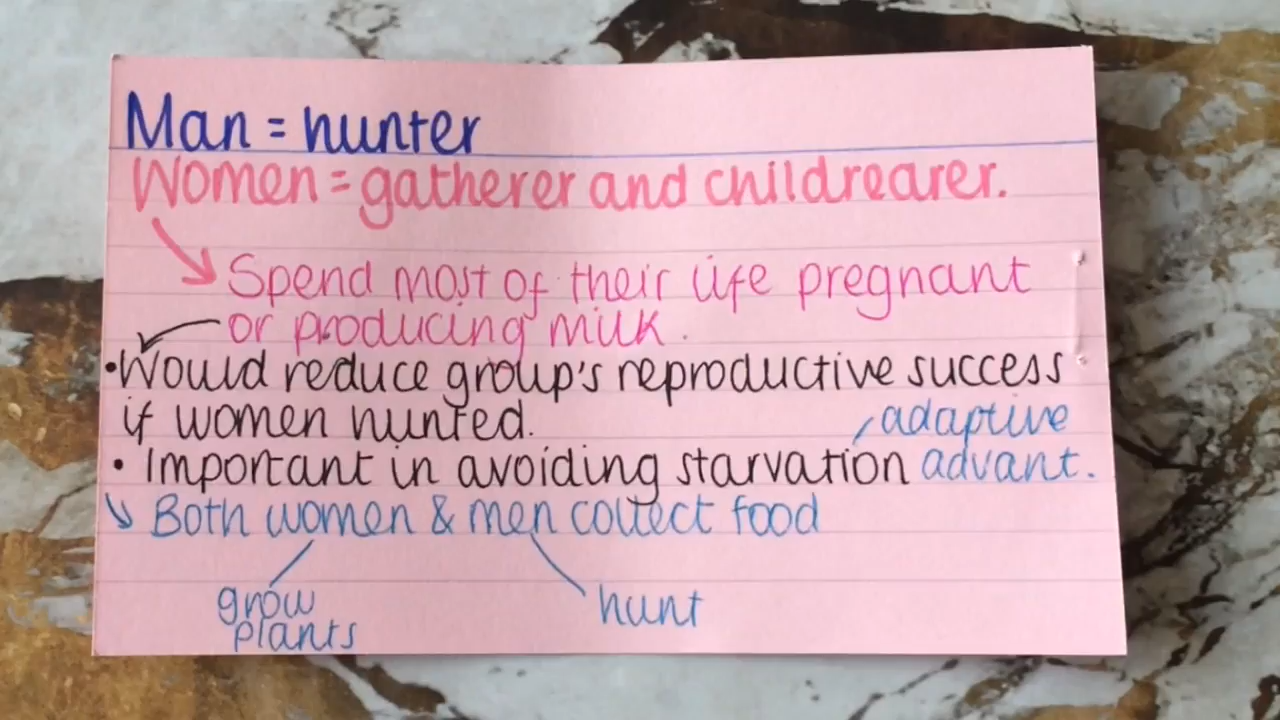 Man = hunter
Women = gatherer and childrearer.
Spend most of their life pregnant
or producing milk.
• Would reduce group's reproductive success
if women hunted.
adaptive
• Important in avoiding starvation advant.
Both women & men collect food
grow hunt
plants